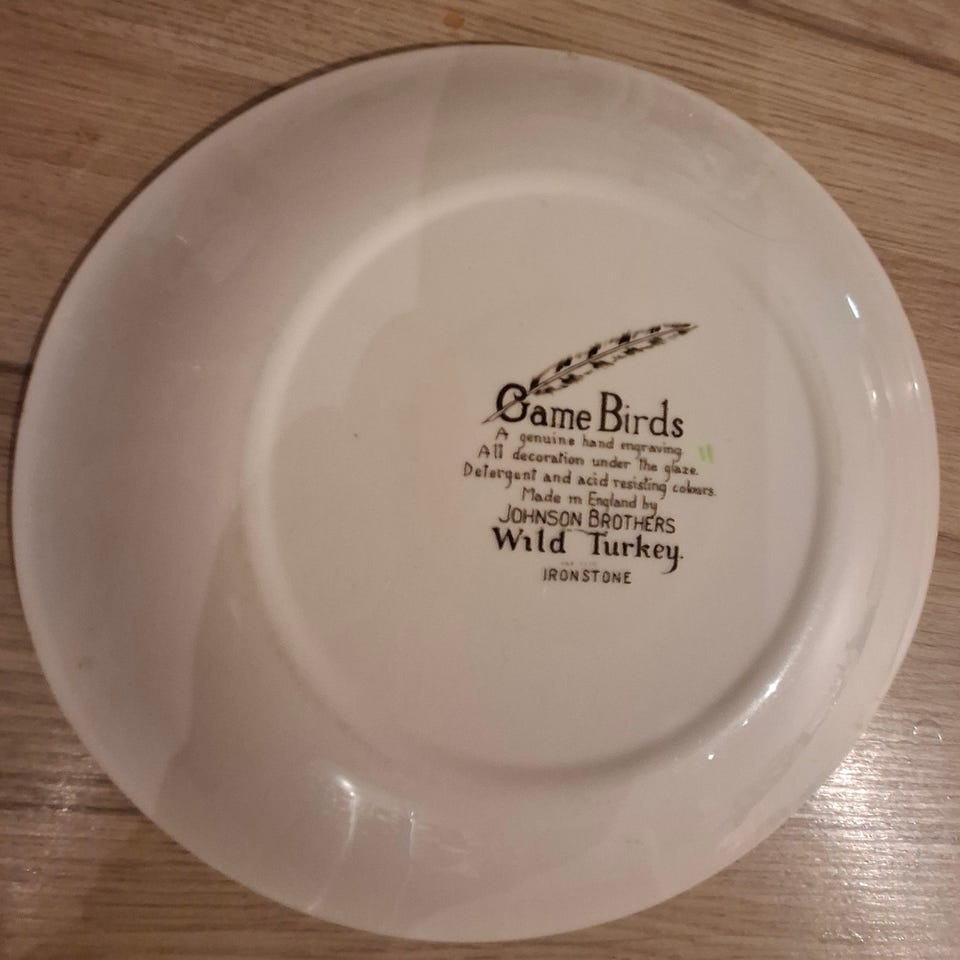 Game Birds
A genuine hand engraving.
All decoration under the glaze.
Detergent and acid resisting colours.
Made in England by
JOHNSON BROTHERS
Wild Turkey.
IRONSTONE